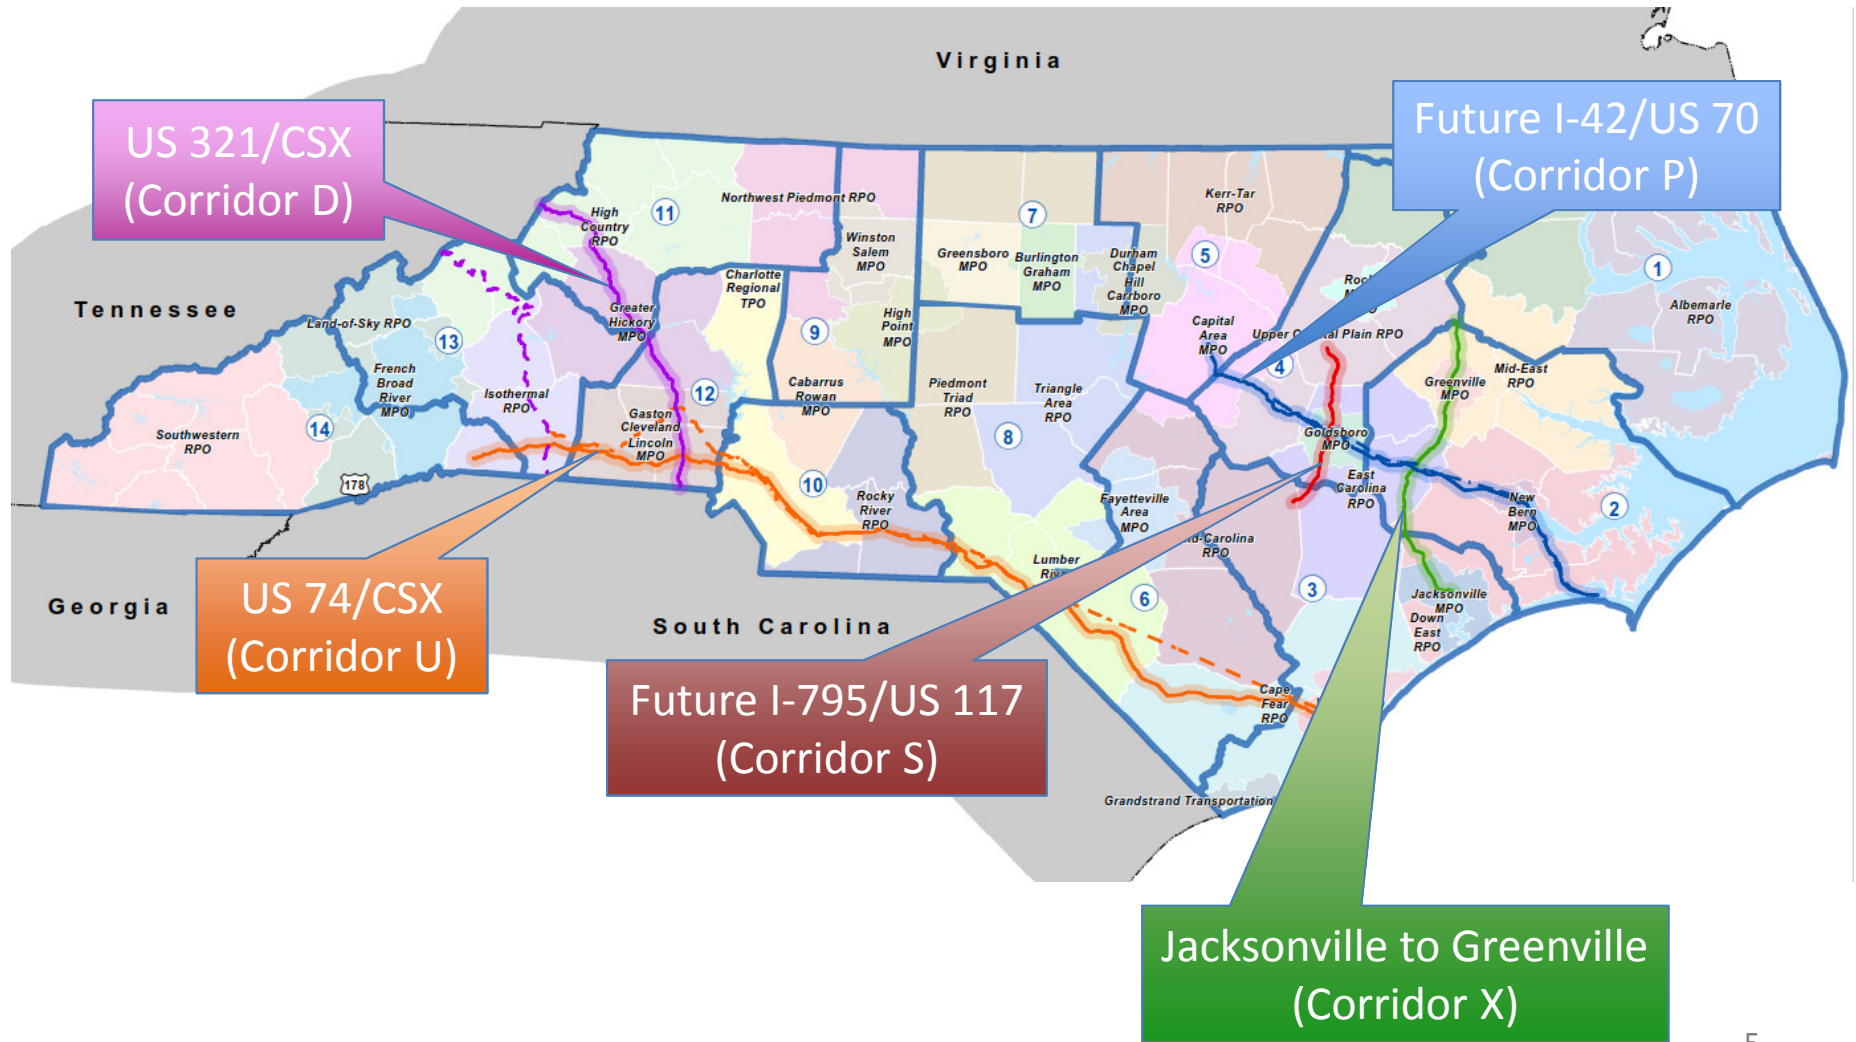 Virginia
US 321/CSX
(Corridor D)
Future I-42/US 70
(Corridor P)
Tennessee
Georgia
South Carolina
High
Country
RPO
11
Northwest Piedmont RPO
Winston
Salem
MPO
7
Greensboro
MPO
Burlington
Graham
MPO
Durham
Chapel
Hill
Carrboro
MPO
Kerr-Tar
RPO
5
1
Albemarle
RPO
Charlotte
Regional
TPO
Greater
Hickory
MPO
High
Point
MPO
9
Capital
Area
MPO
Upper
Plain RPO
4
Land-of-Sky RPO
13
French
Broad
River
MPO
Isothermal
RPO
12
Gaston
Cleveland
Lincoln
MPO
Cabarrus
Rowan
MPO
Piedmont
Triad
RPO
Triangle
Area
RPO
8
Greenville
MPO
Mid-East
RPO
Goldsboro
MPO
East
Carolina
RPO
New
Bern
MPO
2
Southwestern
RPO
14
178
10
Rocky
River
RPO
Fayetteville
Area
MPO
RPO
Lumber
6
3
Jacksonville
MPO
Down
East
RPO
Cape
Fear
RPO
Grandstrand Transportation
US 74/CSX
(Corridor U)
Future I-795/US 117
(Corridor S)
Jacksonville to Greenville
(Corridor X)